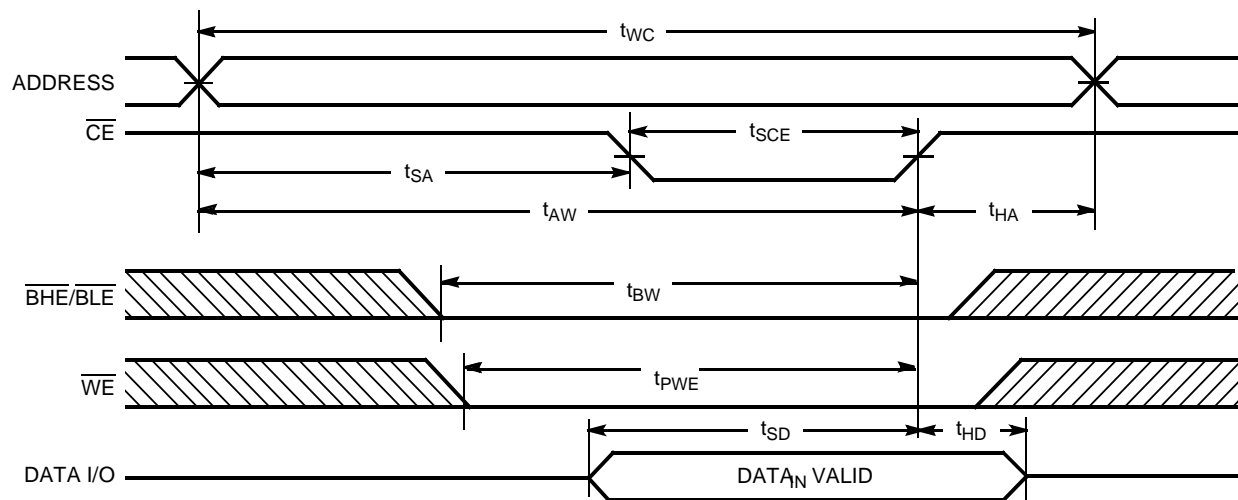 tWC
ADDRESS
CE
tSCE
tSA
tAW
tHA
BHE/BLE
tBW
WE
tPWE
tSD
tHD
DATA I/O
DATAIN VALID